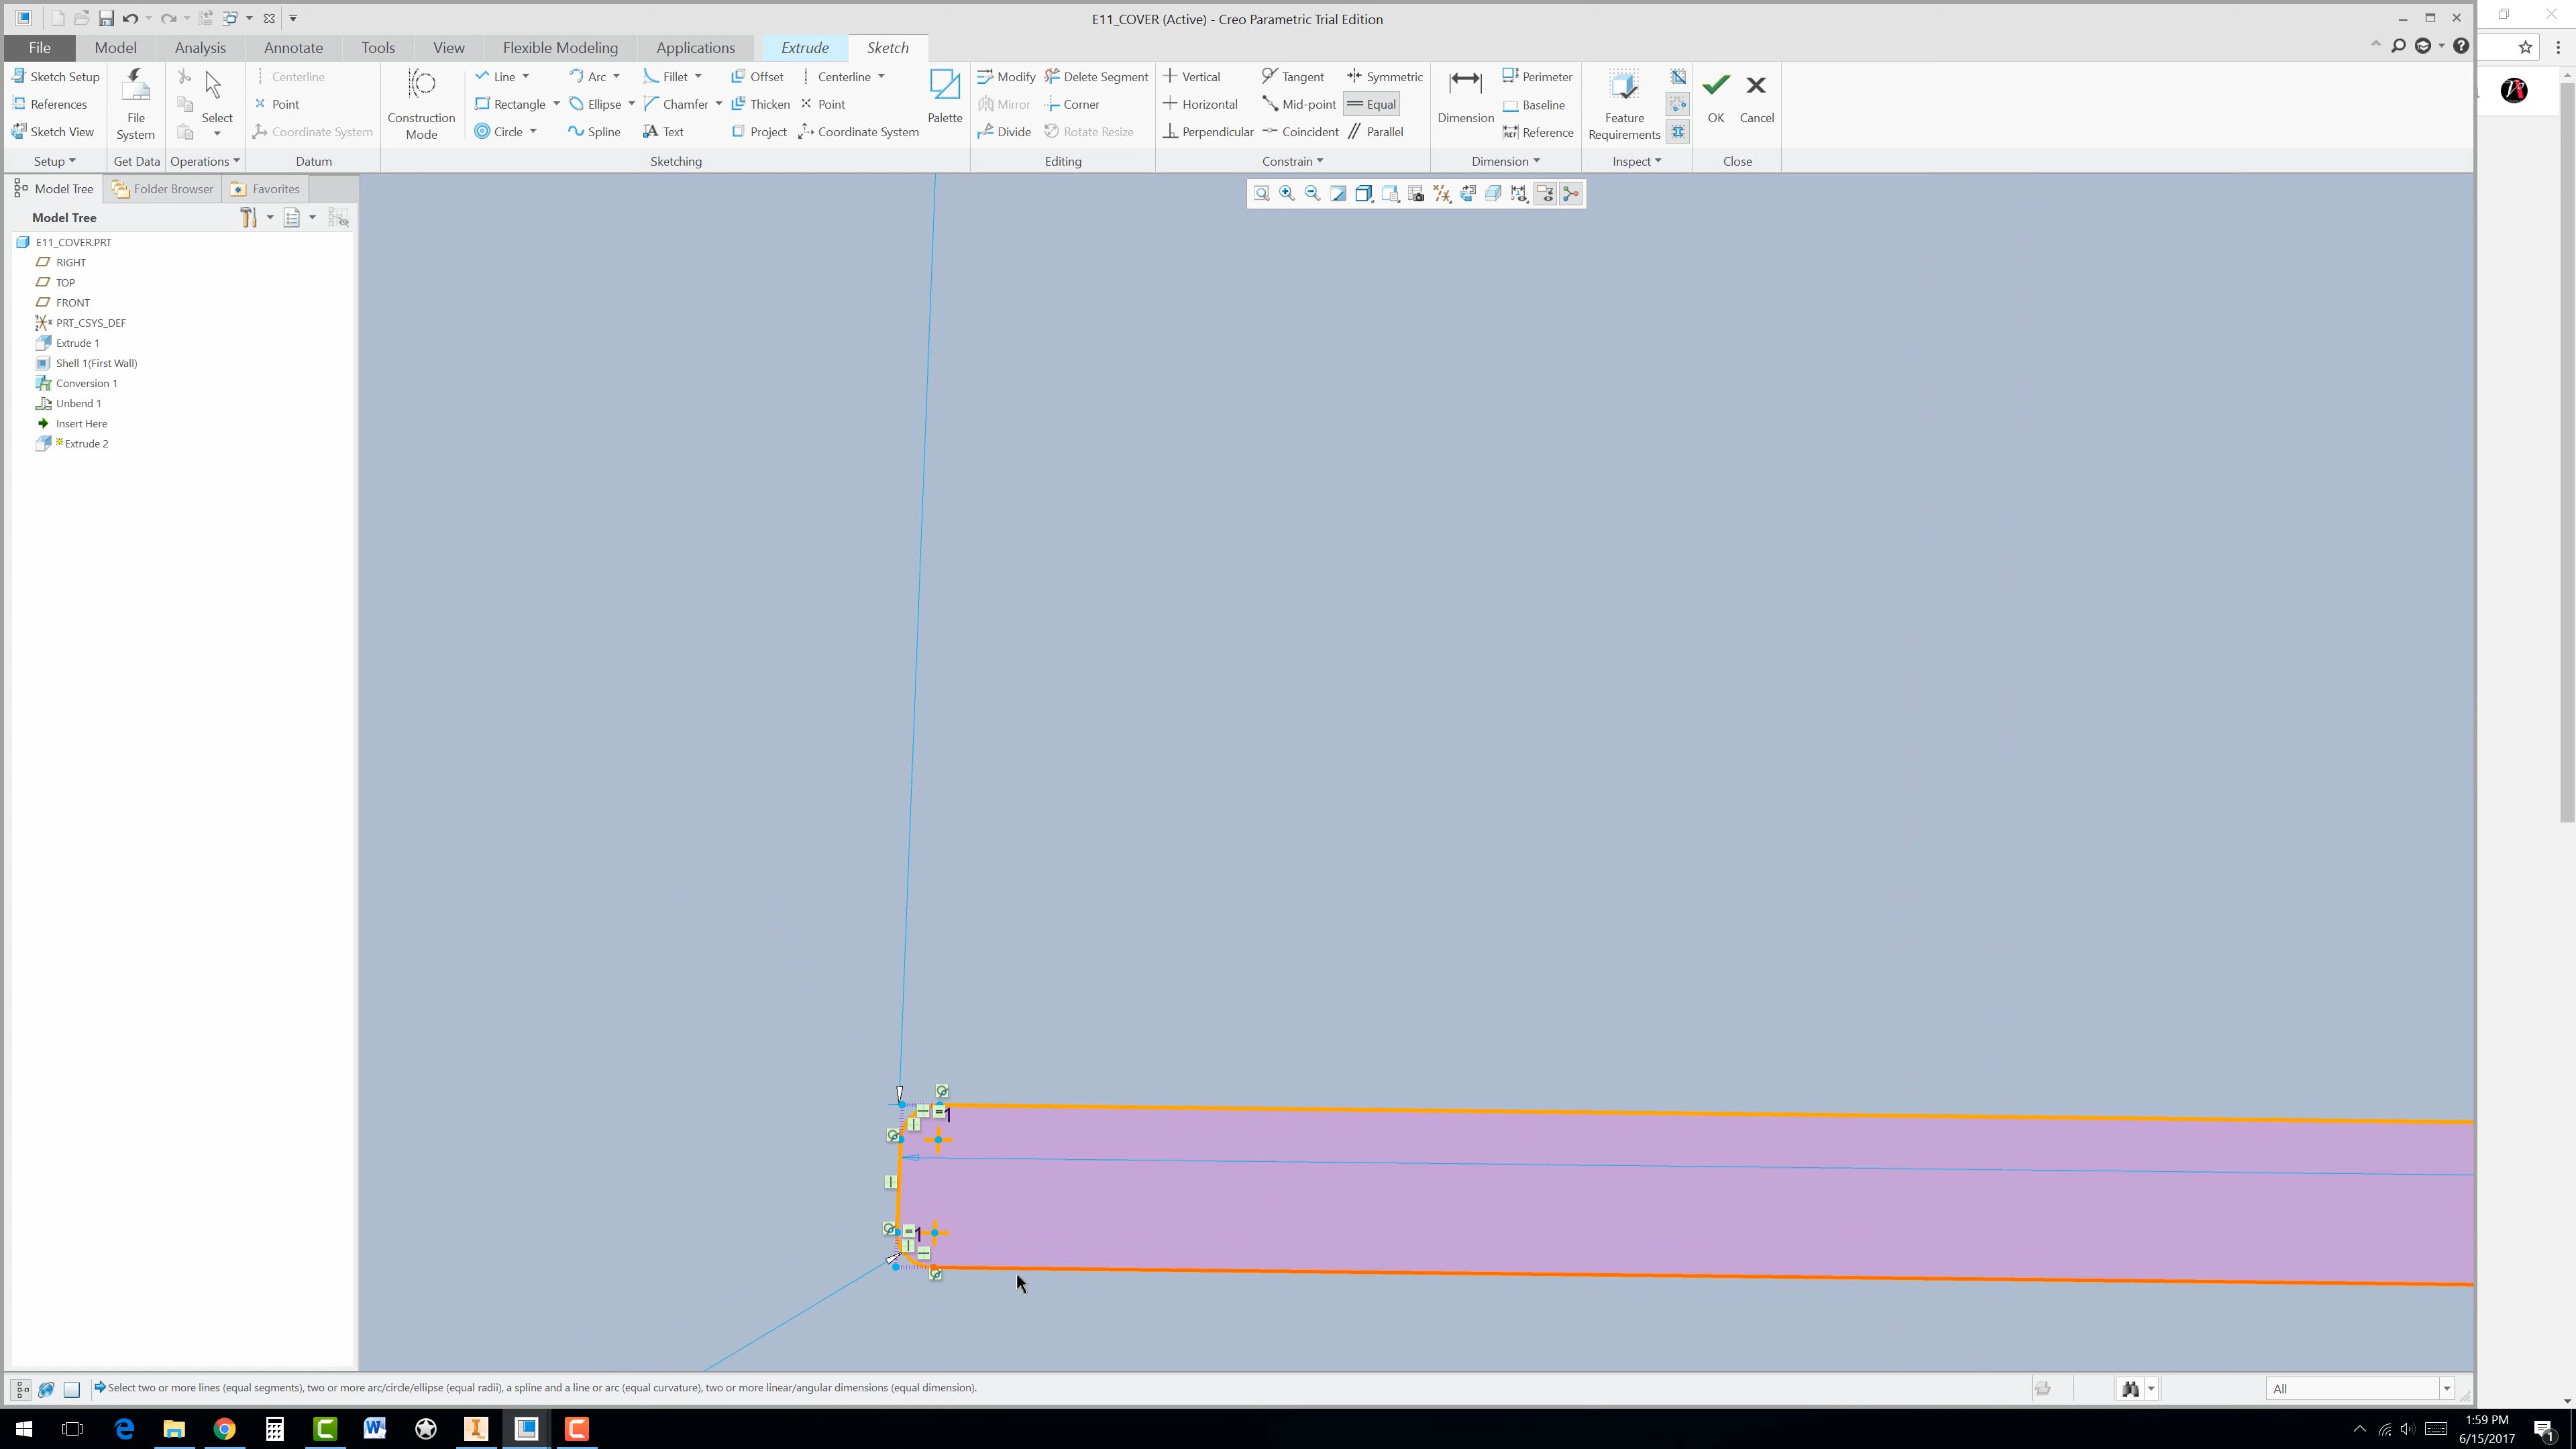 E11_COVER (Active) - Creo Parametric Trial Edition
File Model Analysis Annotate Tools View Flexible Modeling Applications Extrude Sketch
Sketch Setup
References
Sketch View
Setup
File System
Get Data
Select
Operations
Centerline
Point
Coordinate System
Datum
Construction Mode
Line Arc Fillet Offset Centerline
Rectangle Ellipse Chamfer Thicken Point
Circle Spline Text Project Coordinate System
Palette
Sketching
Modify Delete Segment
Mirror Corner
Divide Rotate Resize
Editing
Vertical Tangent Symmetric
Horizontal Mid-point Equal
Perpendicular Coincident Parallel
Constrain
Dimension
Perimeter
Baseline
Reference
Dimension
Feature Requirements
Inspect
OK Cancel
Close
Model Tree Folder Browser Favorites
Model Tree
E11_COVER.PRT
RIGHT
TOP
FRONT
PRT_CSYS_DEF
Extrude 1
Shell 1(First Wall)
Conversion 1
Unbend 1
Insert Here
Extrude 2
1
1
Select two or more lines (equal segments), two or more arc/circle/ellipse (equal radii), a spline and a line or arc (equal curvature), two or more linear/angular dimensions (equal dimension).
All
1:59 PM
6/15/2017
1